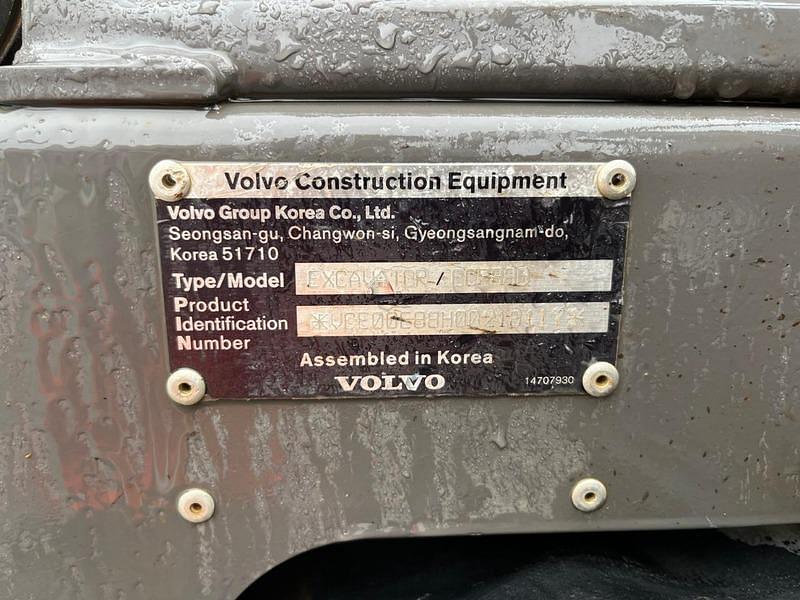 Volvo Construction Equipment
Volvo Group Korea Co., Ltd.
Seongsan-gu, Changwon-si, Gyeongsangnam-do,
Korea 51710
Type/Model EXCAVATOR /
Product
Identification
Number
Assembled in Korea
VOLVO
14707930